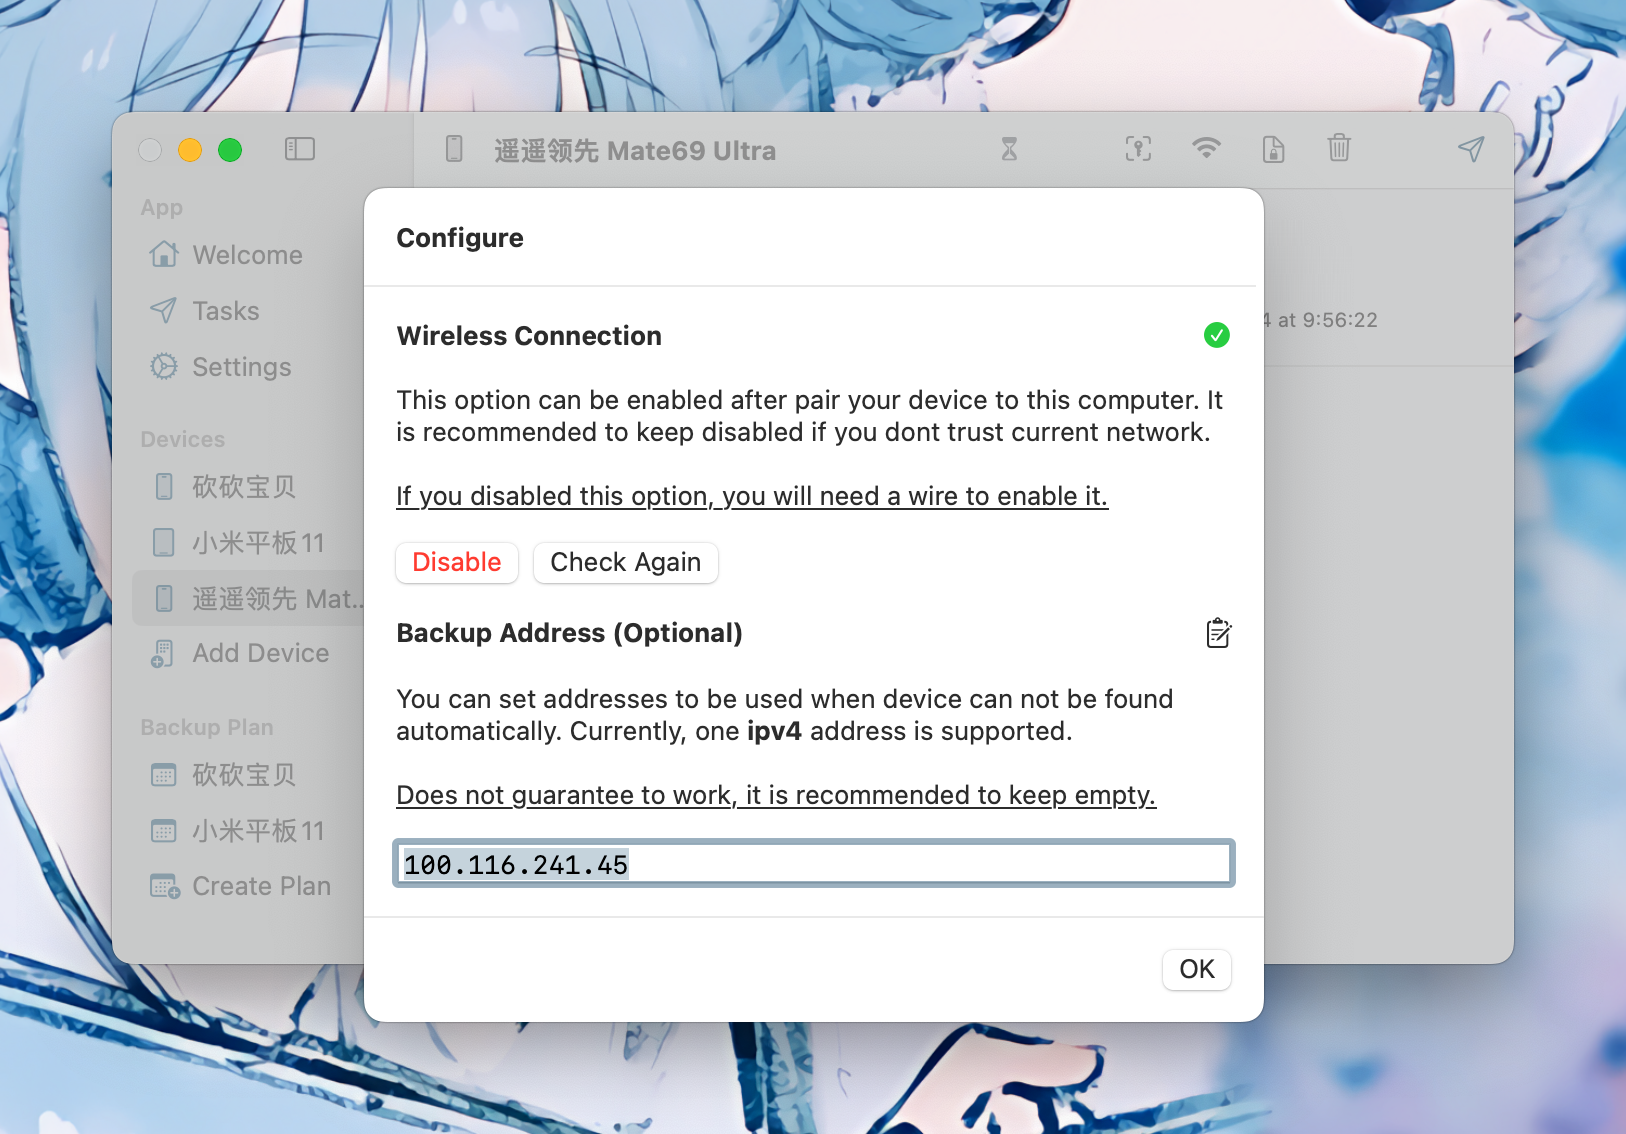 遥遥领先 Mate69 Ultra
App
Welcome
Tasks
Settings
Devices
砍砍宝贝
小米平板11
遥遥领先 Mat...
Add Device
Backup Plan
砍砍宝贝
小米平板11
Create Plan
4 at 9:56:22
Configure
Wireless Connection
This option can be enabled after pair your device to this computer. It
is recommended to keep disabled if you dont trust current network.
If you disabled this option, you will need a wire to enable it.
Disable
Check Again
Backup Address (Optional)
You can set addresses to be used when device can not be found
automatically. Currently, one ipv4 address is supported.
Does not guarantee to work, it is recommended to keep empty.
100.116.241.45
OK